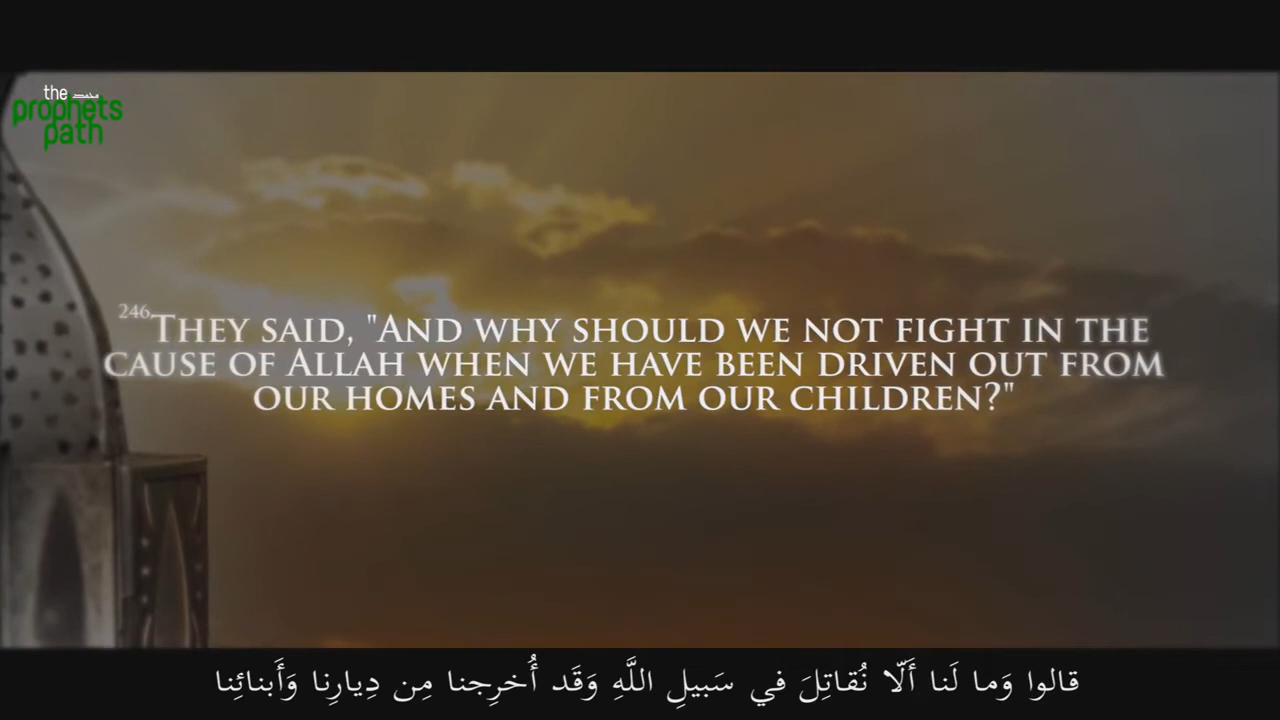 the محمد
prophets
path
246.They said, "And why should we not fight in the
cause of Allah when we have been driven out from
our homes and from our children?"
قالوا وَما لَنا أَلّا نُقاتِلَ في سَبيلِ اللَّهِ وَقَد أُخرِجنا مِن دِيارِنا وَأَبنائِنا